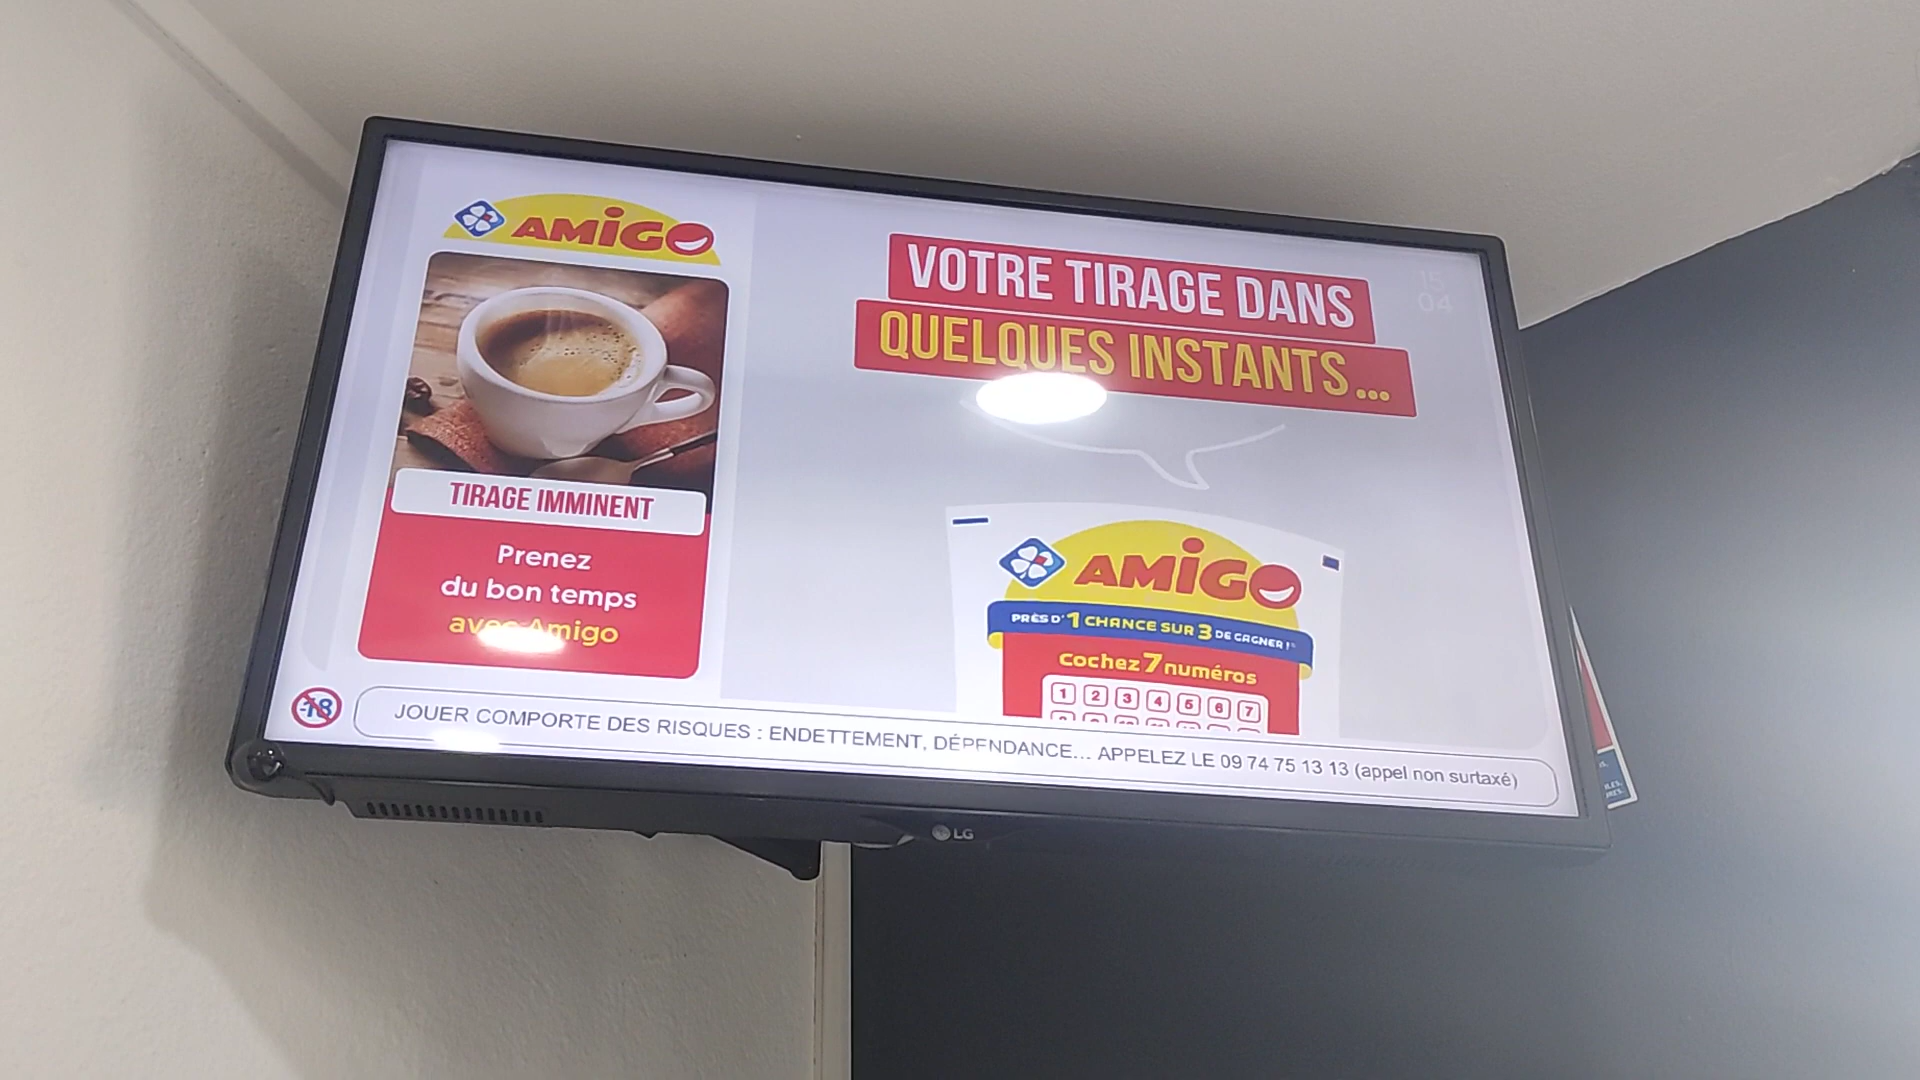 AMIGO
TIRAGE IMMINENT
Prenez
du bon temps
avec Amigo
VOTRE TIRAGE DANS
QUELQUES INSTANTS...
15
04
AMIGO
PRÈS D'1 CHANCE SUR 3 DE GAGNER !*
Cochez 7 numéros
1 2 3 4 5 6 7
-18
JOUER COMPORTE DES RISQUES : ENDETTEMENT, DÉPENDANCE... APPELEZ LE 09 74 75 13 13 (appel non surtaxé)
LG